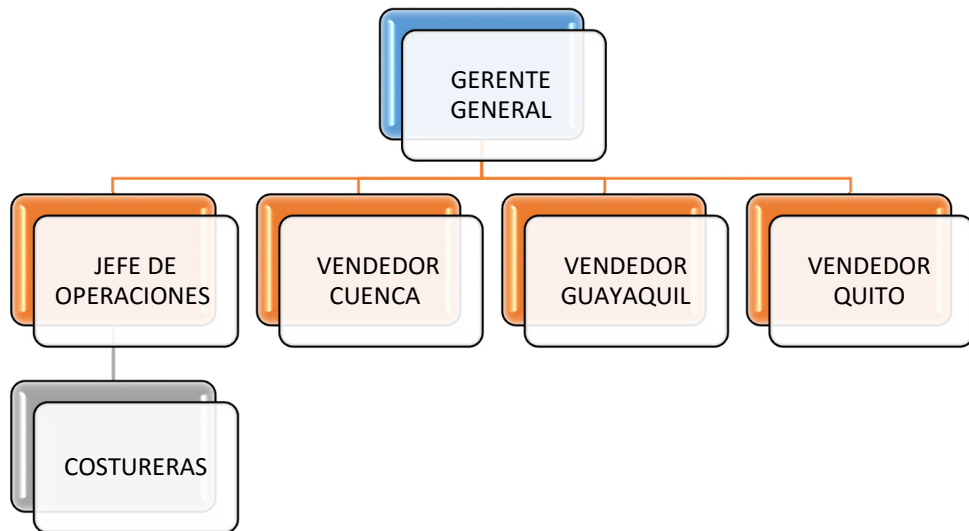 GERENTE
GENERAL
JEFE DE
OPERACIONES
VENDEDOR
CUENCA
VENDEDOR
GUAYAQUIL
VENDEDOR
QUITO
COSTURERAS